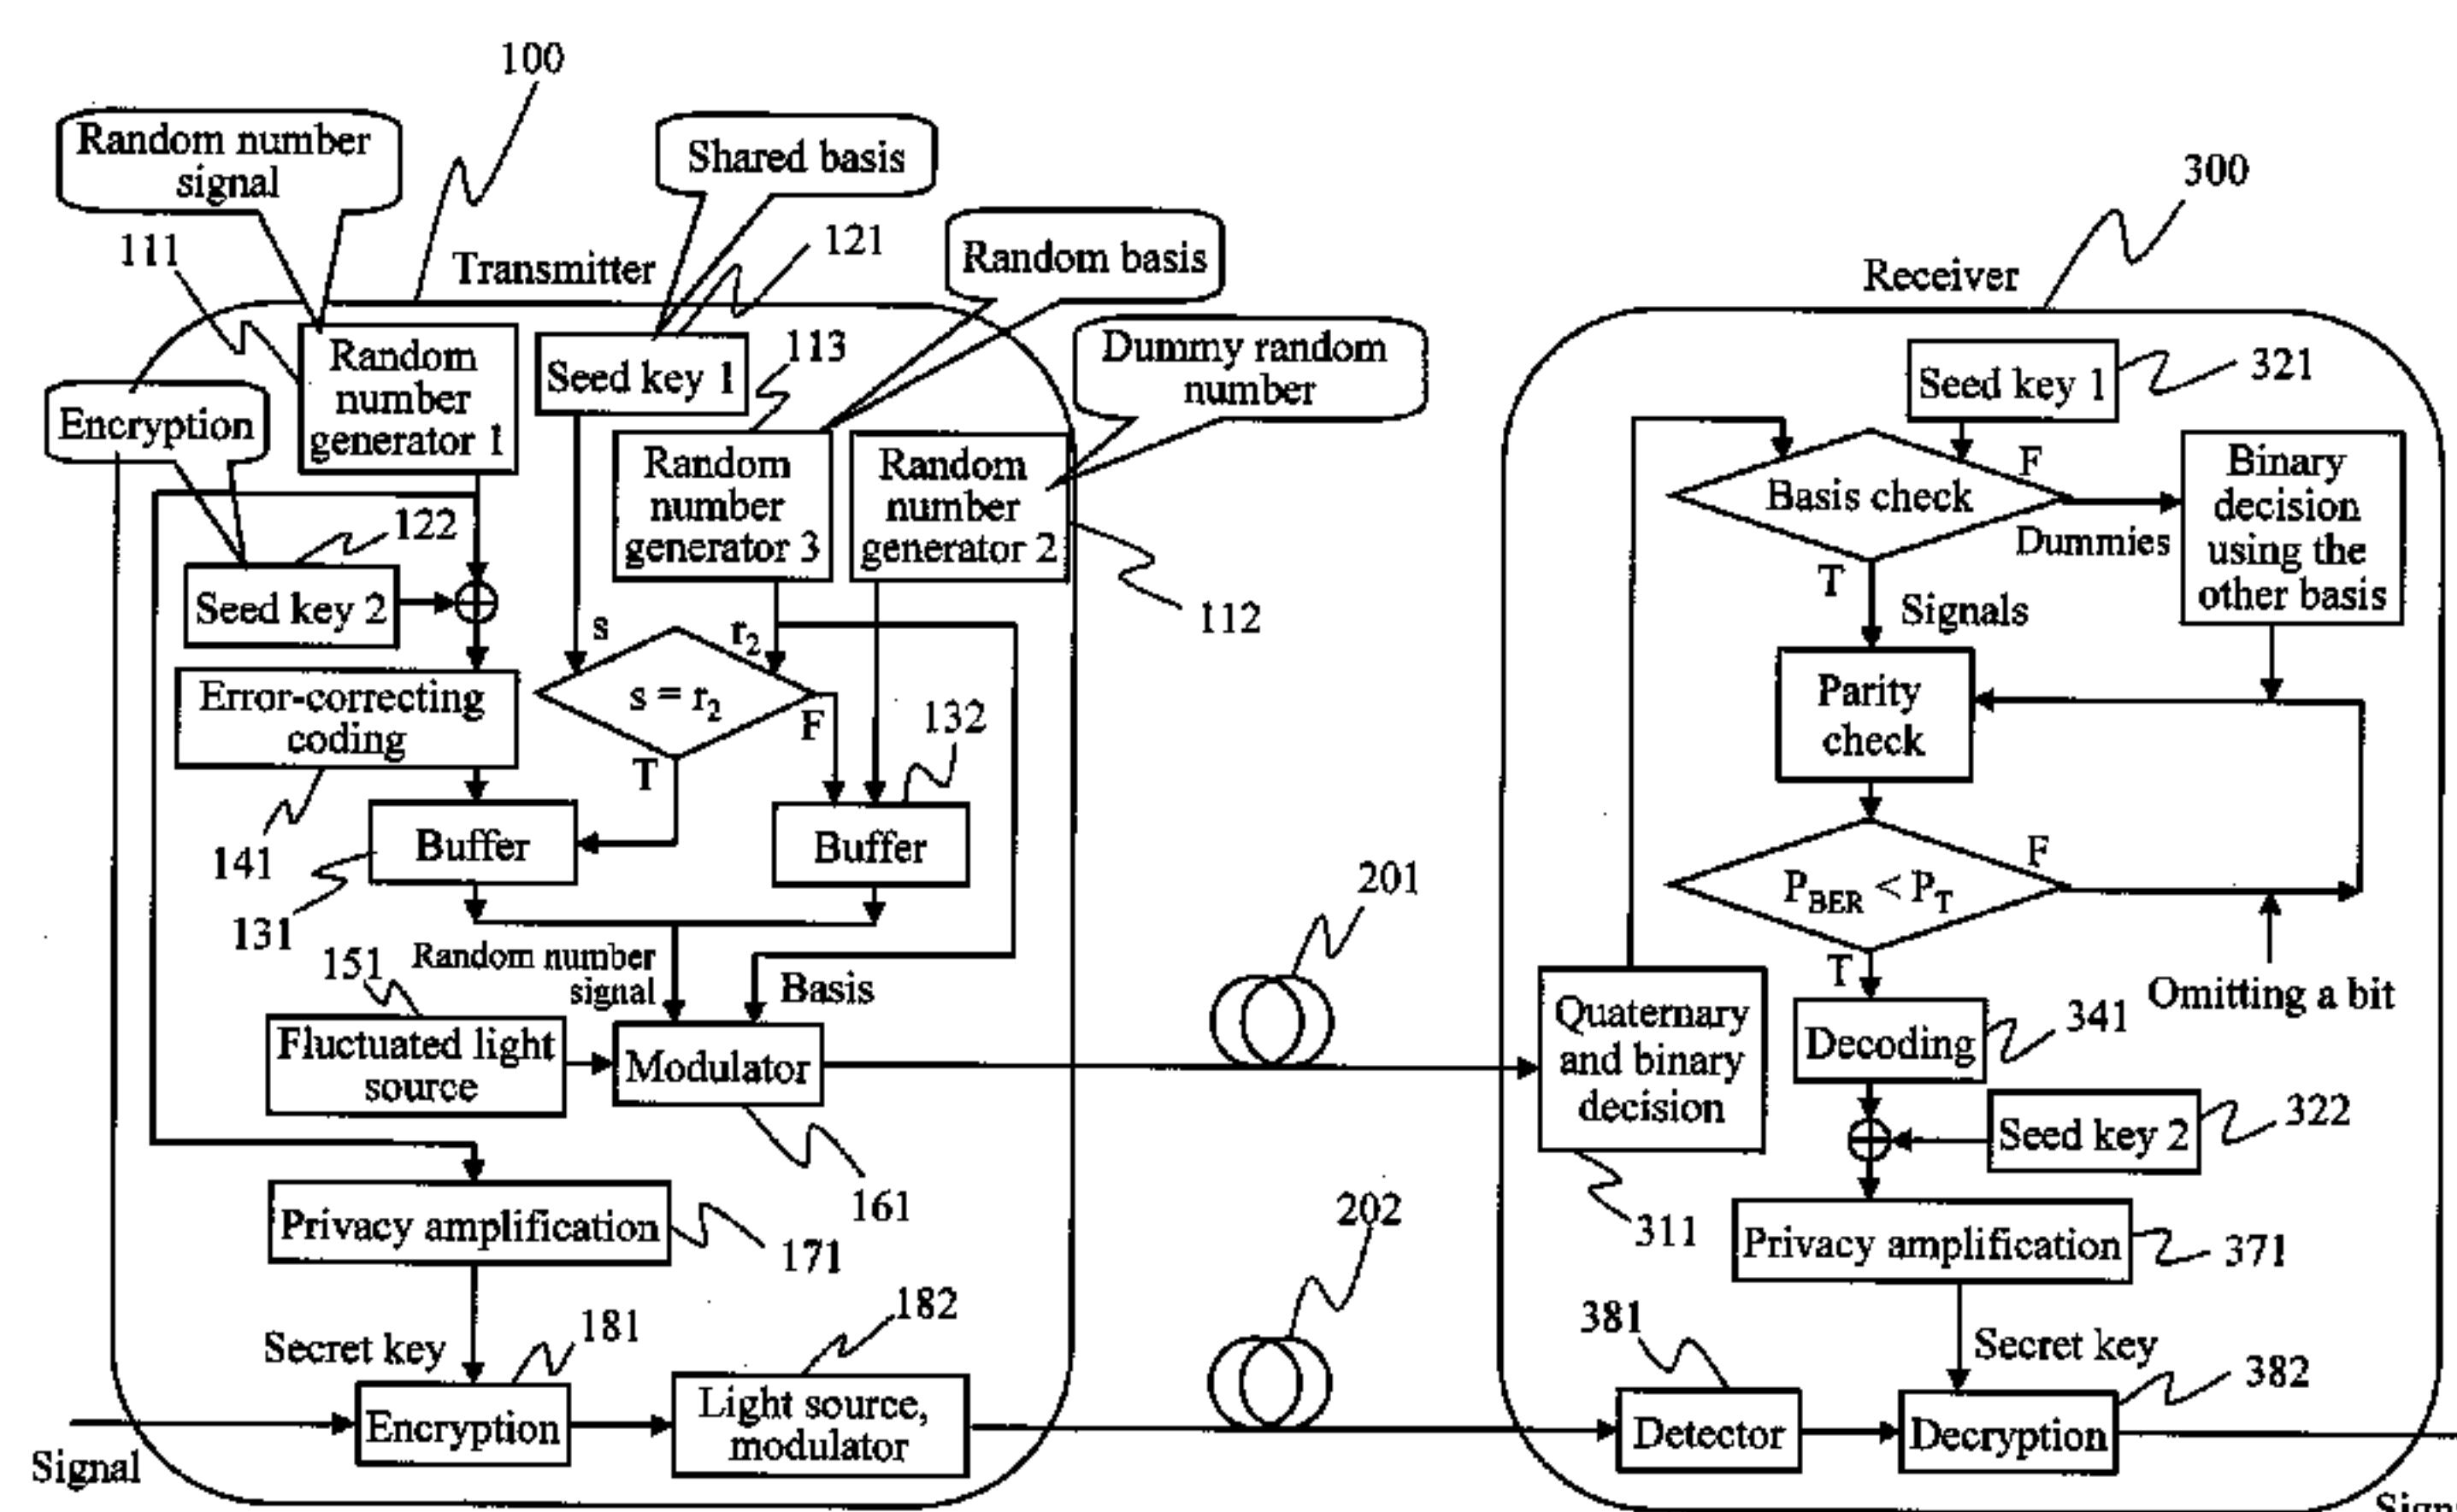 100
Random number
signal
Shared basis
300
111
Transmitter
121
Random basis
Receiver
Random
number
generator 1
Seed key 1
113
Dummy random
number
Seed key 1
321
Encryption
Random
number
generator 3
Random
number
generator 2
Basis check
F
Dummies
Binary
decision
using the
other basis
122
Seed key 2
112
T
Signals
s
r2
s = r2
F
T
Error-correcting
coding
132
Parity
check
141
Buffer
Buffer
131
201
PBER < PT
F
T
Omitting a bit
151
Random number
signal
Basis
Fluctuated light
source
Modulator
Quaternary
and binary
decision
Decoding
341
Seed key 2
322
161
202
311
Privacy amplification
171
Privacy amplification
371
Secret key
181
182
381
Secret key
382
Signal
Encryption
Light source,
modulator
Detector
Decryption